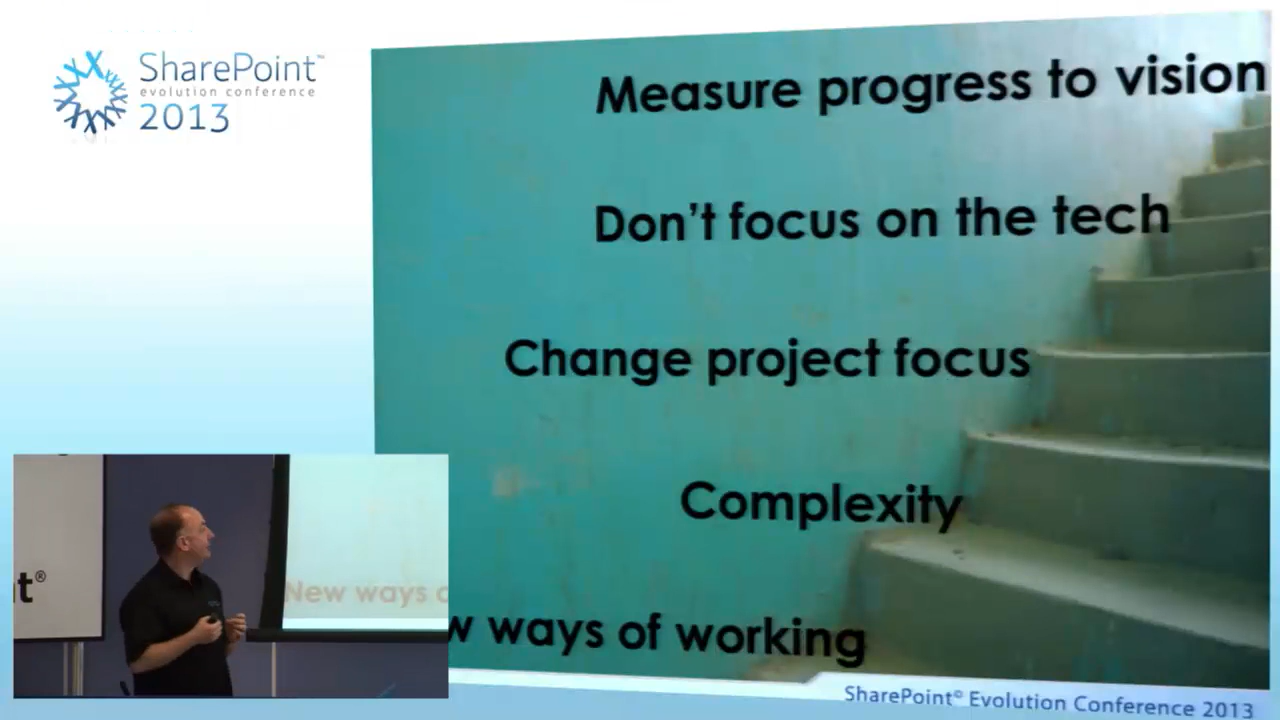 SharePoint™
evolution conference
2013
Measure progress to vision
Don't focus on the tech
Change project focus
Complexity
w ways of working
t®
New ways o
SharePoint® Evolution Conference 2013